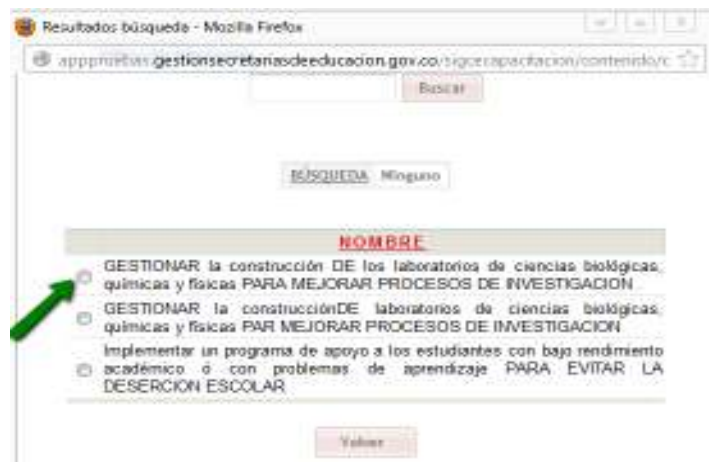 Resultados búsqueda - Mozilla Firefox
apppruebas.gestionsecretariasdeeducacion.gov.co/sigcecapacitacion/contenido/c
Buscar
BÚSQUEDA Ninguno
NOMBRE
GESTIONAR la construcción DE los laboratorios de ciencias biológicas,
químicas y físicas PARA MEJORAR PROCESOS DE INVESTIGACION
GESTIONAR la construcciónDE laboratorios de ciencias biológicas,
químicas y físicas PAR MEJORAR PROCESOS DE INVESTIGACION
Implementar un programa de apoyo a los estudiantes con bajo rendimiento
académico ó con problemas de aprendizaje PARA EVITAR LA
DESERCION ESCOLAR
Volver